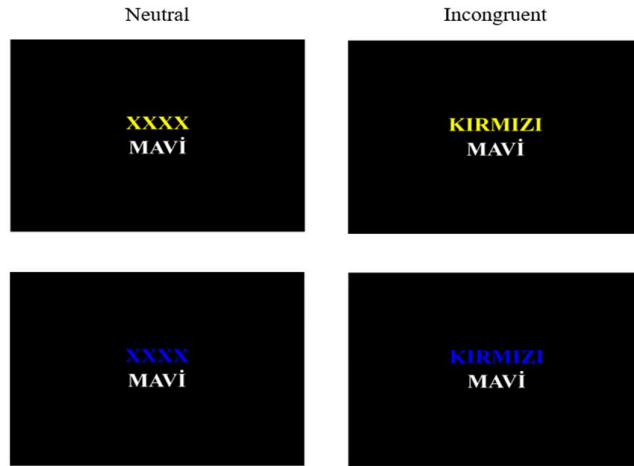 Neutral
Incongruent
XXXX
MAVİ
KIRMIZI
MAVİ
XXXX
MAVİ
KIRMIZI
MAVİ